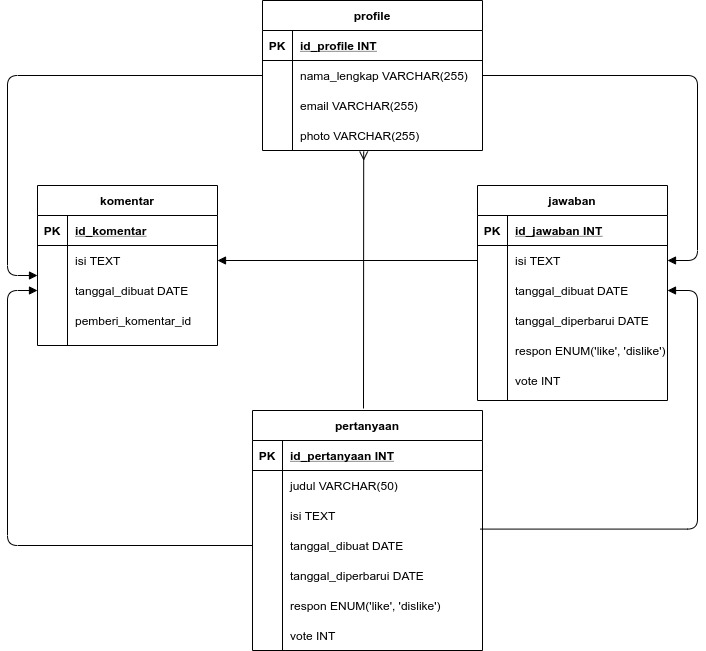 profile
PK id_profile INT
nama_lengkap VARCHAR(255)
email VARCHAR(255)
photo VARCHAR(255)
komentar
PK id_komentar
isi TEXT
tanggal_dibuat DATE
pemberi_komentar_id
jawaban
PK id_jawaban INT
isi TEXT
tanggal_dibuat DATE
tanggal_diperbarui DATE
respon ENUM('like', 'dislike')
vote INT
pertanyaan
PK id_pertanyaan INT
judul VARCHAR(50)
isi TEXT
tanggal_dibuat DATE
tanggal_diperbarui DATE
respon ENUM('like', 'dislike')
vote INT